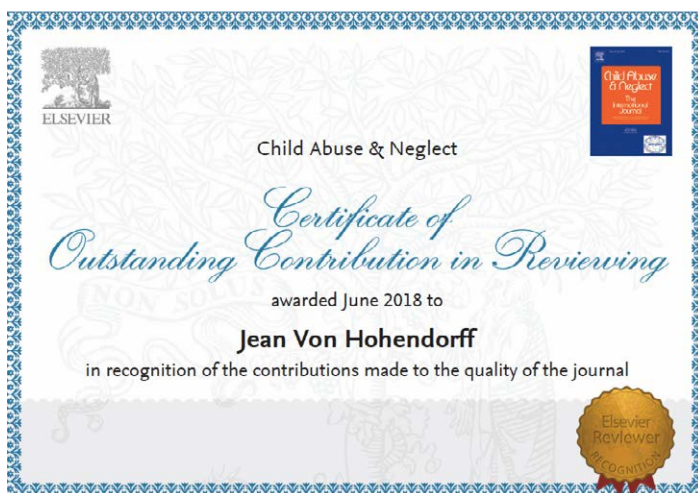 ELSEVIER
Child Abuse
& Neglect
The
International
Journal
Child Abuse & Neglect
Certificate of
Outstanding Contribution in Reviewing
NON SOLUS
awarded June 2018 to
Jean Von Hohendorff
in recognition of the contributions made to the quality of the journal
Elsevier
Reviewer
RECOGNITION